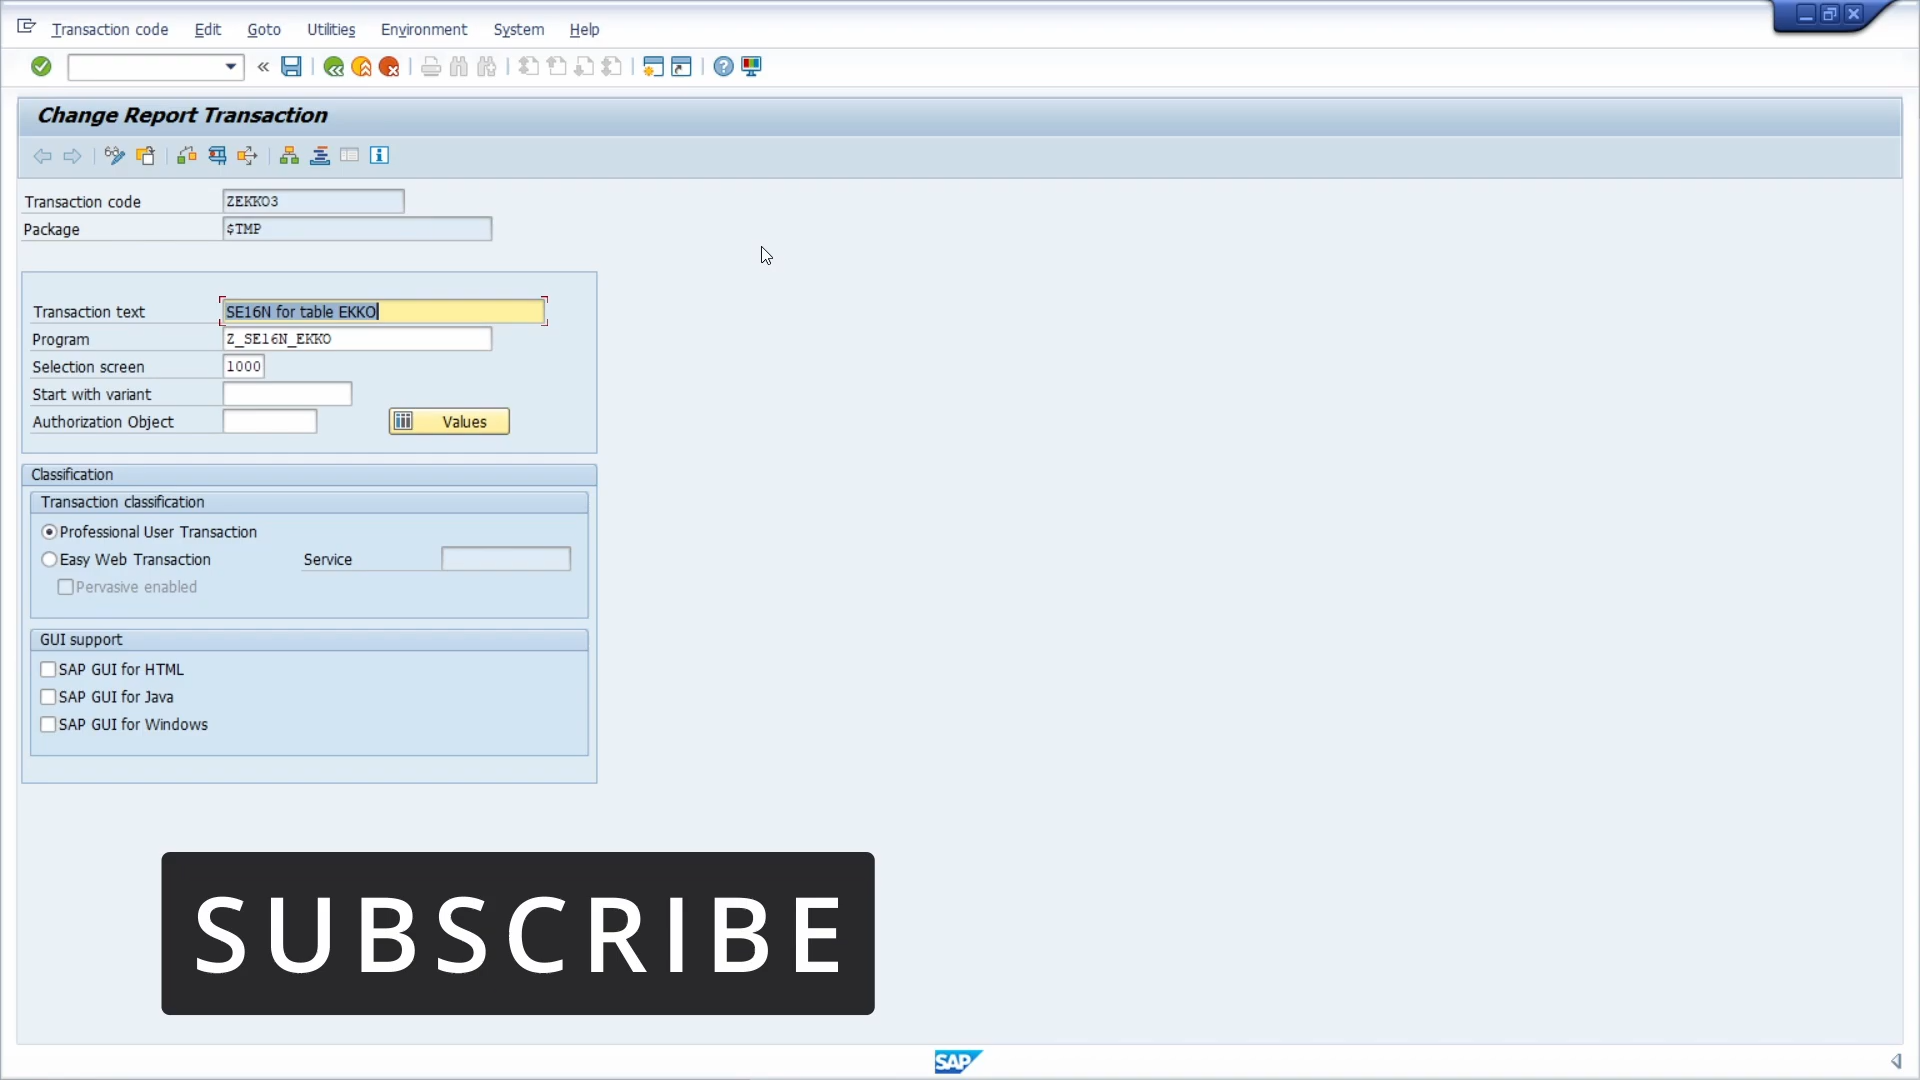 Transaction code Edit Goto Utilities Environment System Help
Change Report Transaction
Transaction code ZEKKO3
Package $TMP
Transaction text SE16N for table EKKO
Program Z_SE16N_EKKO
Selection screen 1000
Start with variant
Authorization Object Values
Classification
Transaction classification
Professional User Transaction
Easy Web Transaction Service
Pervasive enabled
GUI support
SAP GUI for HTML
SAP GUI for Java
SAP GUI for Windows
SUBSCRIBE
SAP